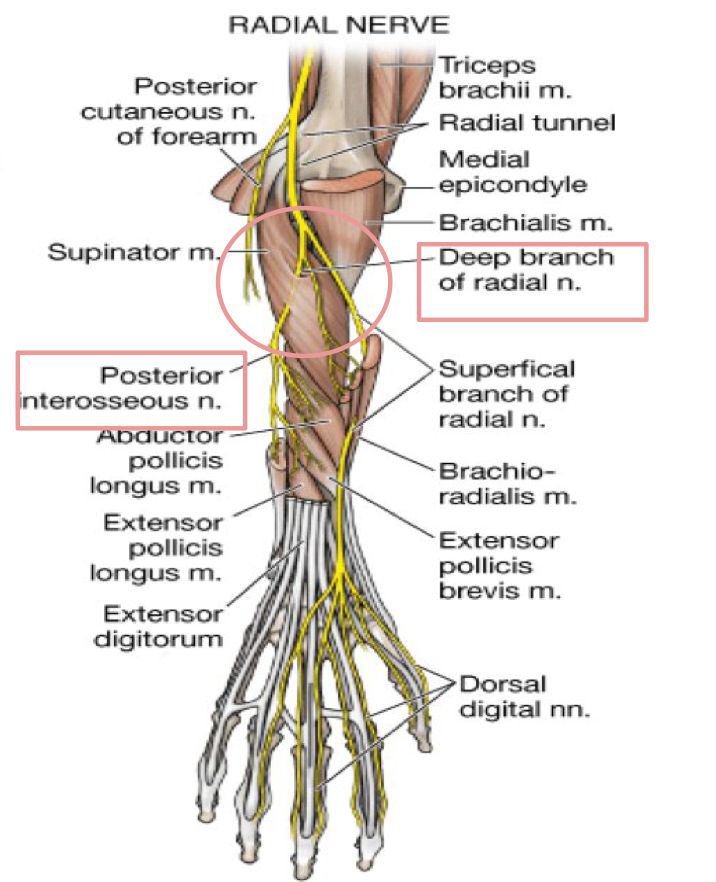 RADIAL NERVE
Posterior
cutaneous n.
of forearm
Supinator m.
Posterior
interosseous n.
Abductor
pollicis
longus m.
Extensor
pollicis
longus m.
Extensor
digitorum
Triceps
brachii m.
Radial tunnel
Medial
epicondyle
Brachialis m.
Deep branch
of radial n.
Superfical
branch of
radial n.
Brachio-
radialis m.
Extensor
pollicis
brevis m.
Dorsal
digital nn.